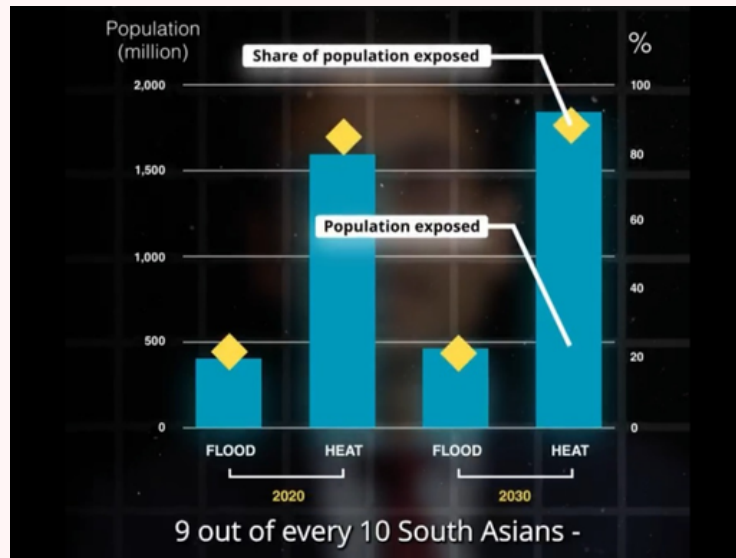 Population
(million)
Share of population exposed
%
2,000
100
80
1,500
Population exposed
60
1,000
40
500
20
0
0
FLOOD HEAT FLOOD HEAT
2020 2030
9 out of every 10 South Asians -